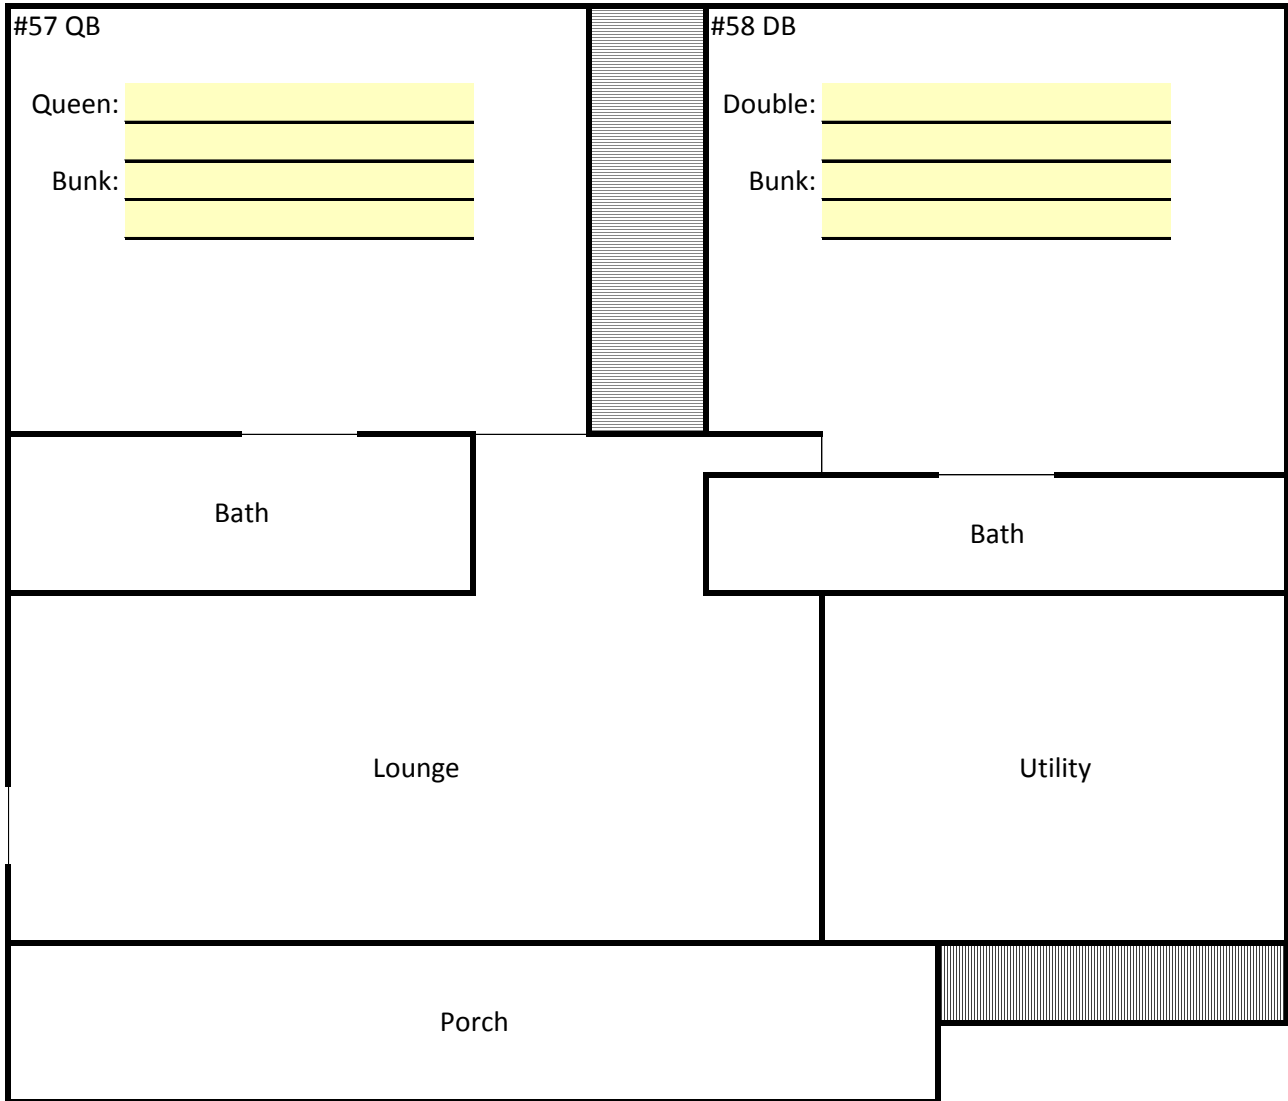 #57 QB
Queen:
Bunk:
#58 DB
Double:
Bunk:
Bath
Bath
Lounge
Utility
Porch